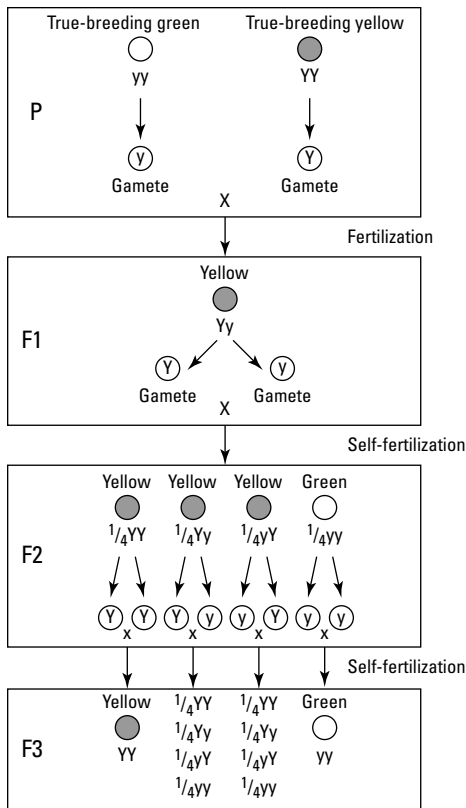 True-breeding green True-breeding yellow
yy YY
P
y Y
Gamete Gamete
X
Fertilization
Yellow
Yy
F1
Y y
Gamete Gamete
X
Self-fertilization
Yellow Yellow Yellow Green
1/4YY 1/4Yy 1/4yY 1/4yy
F2
Y Y Y y y Y y y
x x x x
Self-fertilization
Yellow 1/4YY 1/4YY Green
1/4Yy 1/4Yy
F3 YY 1/4yY 1/4yY yy
1/4yy 1/4yy